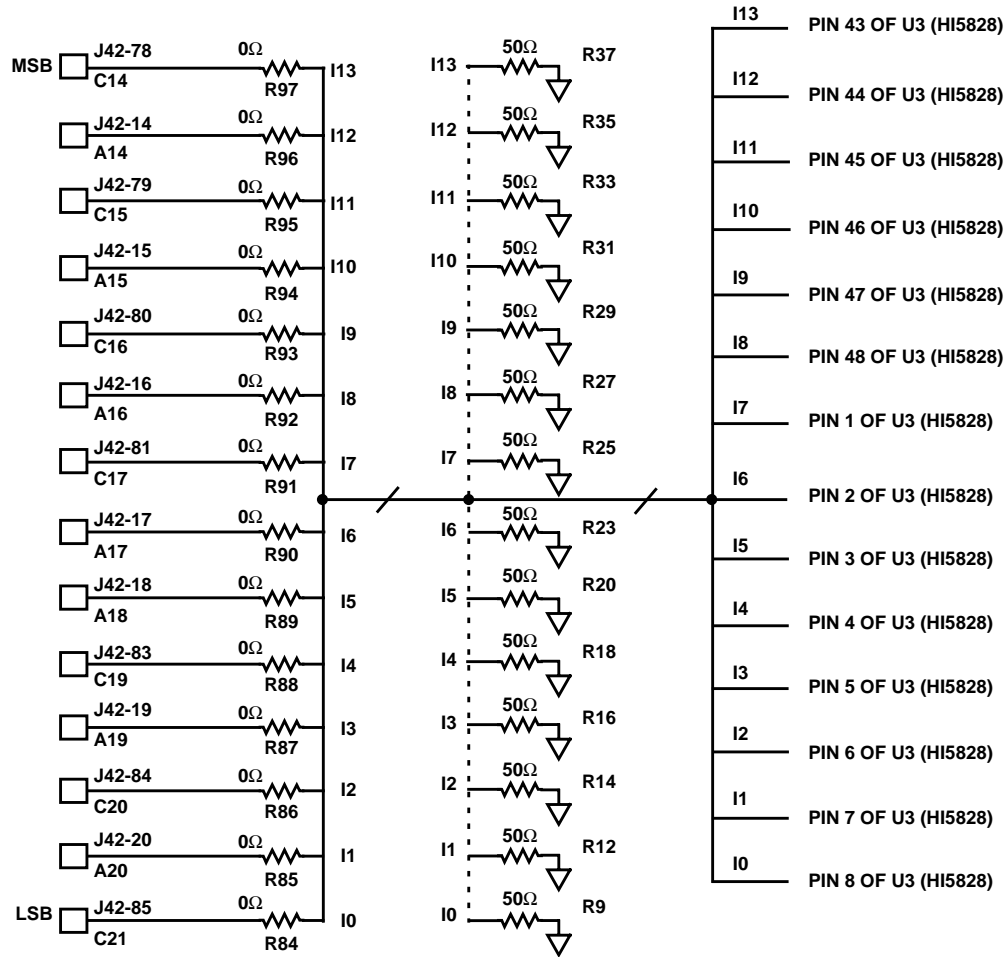 MSB J42-78 0Ω I13
C14 R97
J42-14 0Ω I12
A14 R96
J42-79 0Ω I11
C15 R95
J42-15 0Ω I10
A15 R94
J42-80 0Ω I9
C16 R93
J42-16 0Ω I8
A16 R92
J42-81 0Ω I7
C17 R91
J42-17 0Ω I6
A17 R90
J42-18 0Ω I5
A18 R89
J42-83 0Ω I4
C19 R88
J42-19 0Ω I3
A19 R87
J42-84 0Ω I2
C20 R86
J42-20 0Ω I1
A20 R85
LSB J42-85 0Ω I0
C21 R84
I13 50Ω R37
I12 50Ω R35
I11 50Ω R33
I10 50Ω R31
I9 50Ω R29
I8 50Ω R27
I7 50Ω R25
I6 50Ω R23
I5 50Ω R20
I4 50Ω R18
I3 50Ω R16
I2 50Ω R14
I1 50Ω R12
I0 50Ω R9
I13 PIN 43 OF U3 (HI5828)
I12 PIN 44 OF U3 (HI5828)
I11 PIN 45 OF U3 (HI5828)
I10 PIN 46 OF U3 (HI5828)
I9 PIN 47 OF U3 (HI5828)
I8 PIN 48 OF U3 (HI5828)
I7 PIN 1 OF U3 (HI5828)
I6 PIN 2 OF U3 (HI5828)
I5 PIN 3 OF U3 (HI5828)
I4 PIN 4 OF U3 (HI5828)
I3 PIN 5 OF U3 (HI5828)
I2 PIN 6 OF U3 (HI5828)
I1 PIN 7 OF U3 (HI5828)
I0 PIN 8 OF U3 (HI5828)